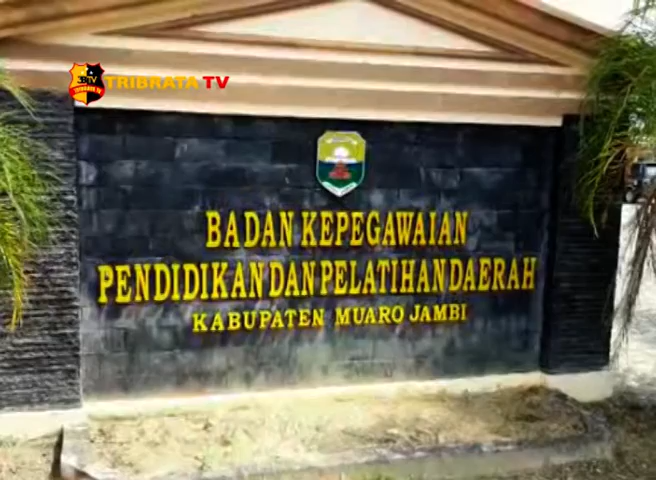 TRIBRATA TV
BADAN KEPEGAWAIAN
PENDIDIKAN DAN PELATIHAN DAERAH
KABUPATEN MUARO JAMBI